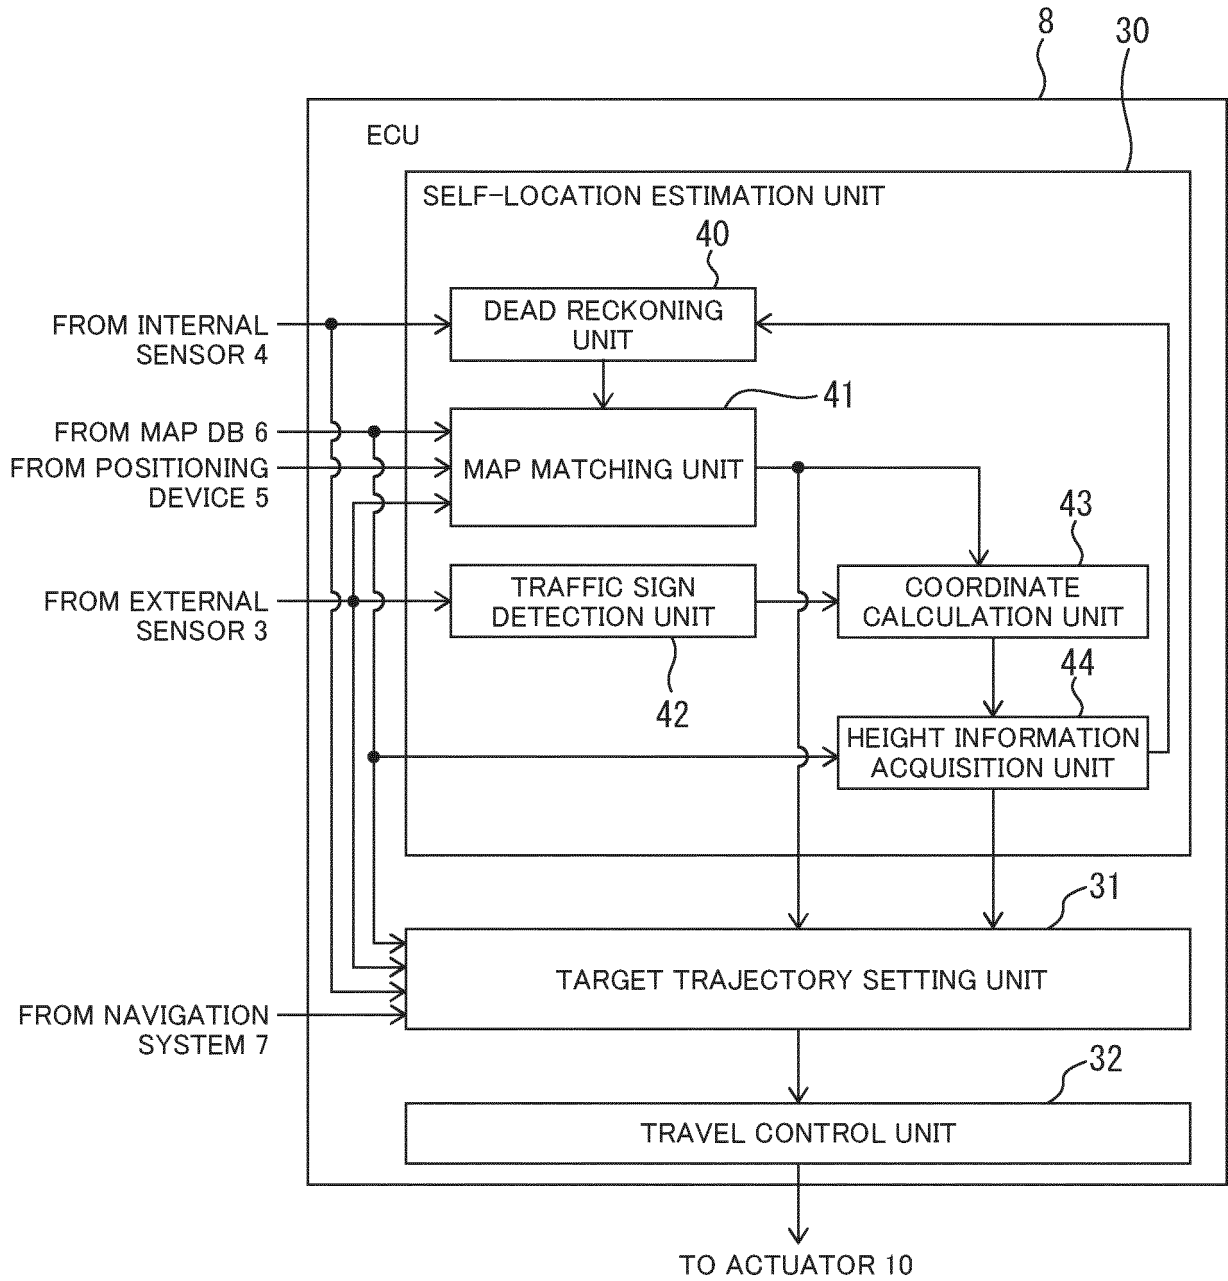 8
30
ECU
SELF-LOCATION ESTIMATION UNIT
40
DEAD RECKONING
UNIT
FROM INTERNAL
SENSOR 4
41
FROM MAP DB 6
FROM POSITIONING
DEVICE 5
MAP MATCHING UNIT
43
TRAFFIC SIGN
DETECTION UNIT
COORDINATE
CALCULATION UNIT
FROM EXTERNAL
SENSOR 3
42
44
HEIGHT INFORMATION
ACQUISITION UNIT
31
TARGET TRAJECTORY SETTING UNIT
FROM NAVIGATION
SYSTEM 7
32
TRAVEL CONTROL UNIT
TO ACTUATOR 10